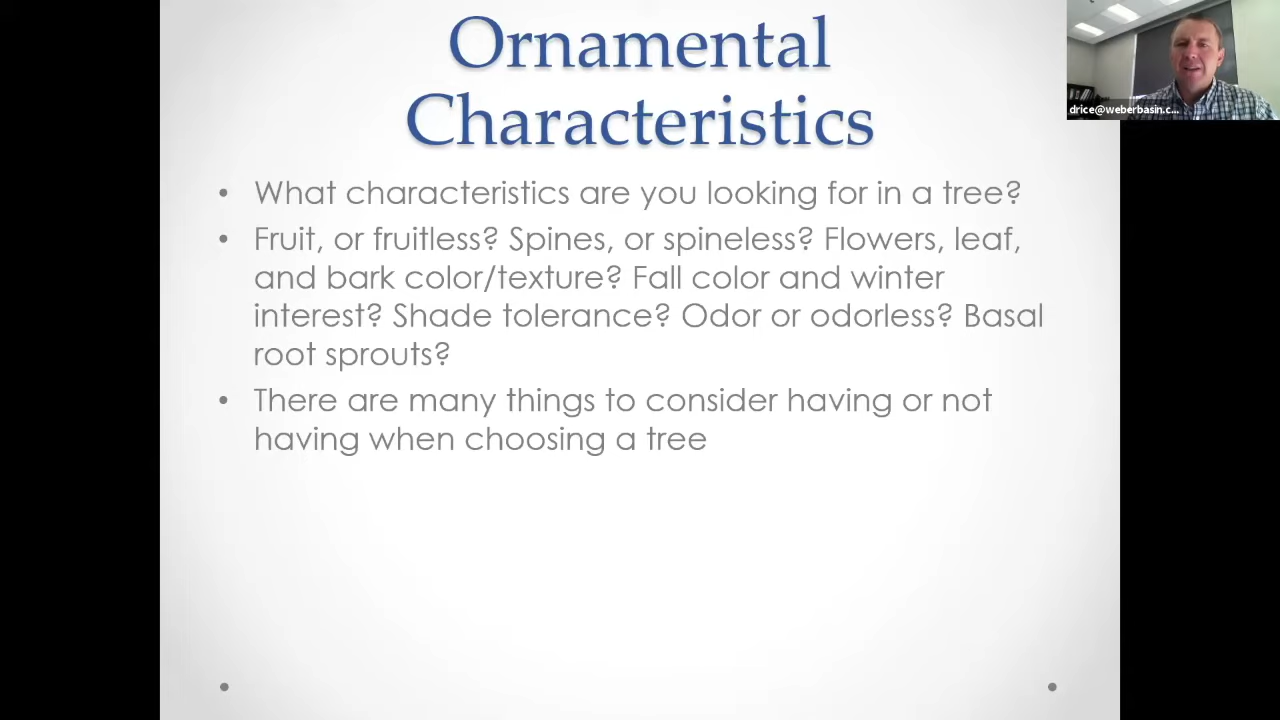 Ornamental
Characteristics
drice@weberbasin.c...
• What characteristics are you looking for in a tree?
• Fruit, or fruitless? Spines, or spineless? Flowers, leaf,
and bark color/texture? Fall color and winter
interest? Shade tolerance? Odor or odorless? Basal
root sprouts?
• There are many things to consider having or not
having when choosing a tree